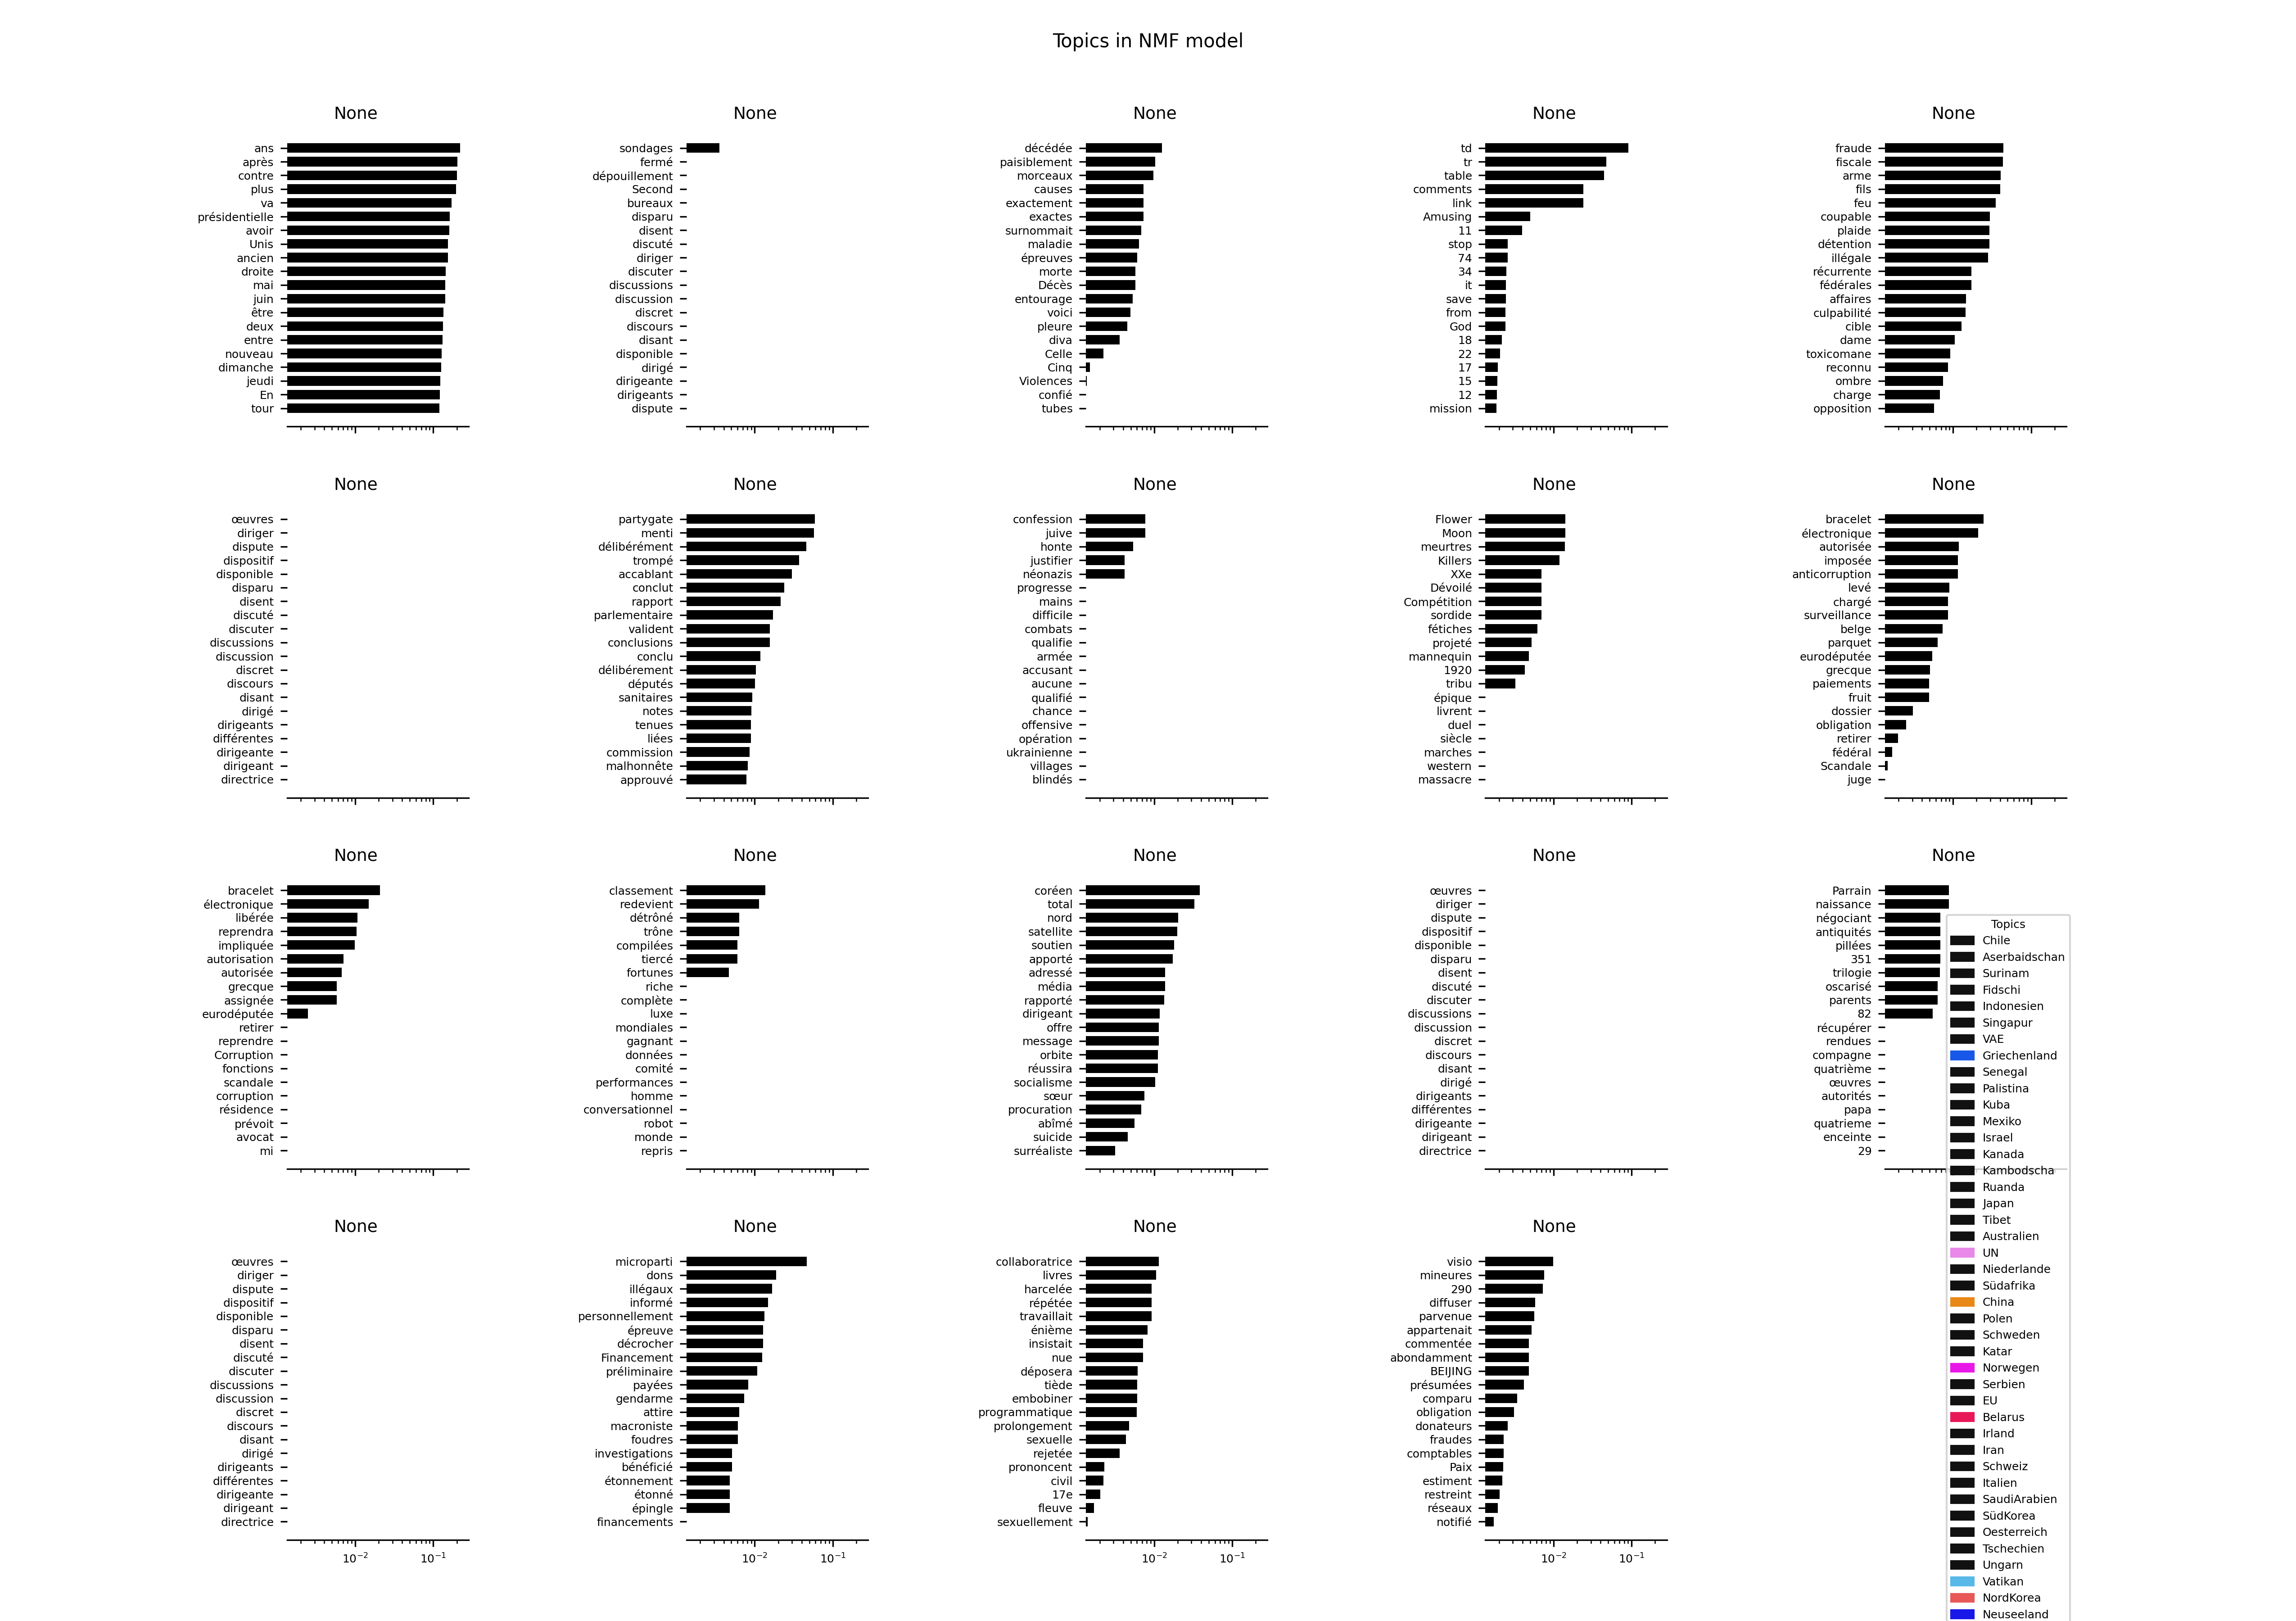 Topics in NMF model
None
ans
après
contre
plus
va
présidentielle
avoir
Unis
ancien
droite
mai
juin
être
deux
entre
nouveau
dimanche
jeudi
En
tour
None
sondages
fermé
dépouillement
Second
bureaux
disparu
disent
discuté
diriger
discuter
discussions
discussion
discret
discours
disant
disponible
dirigé
dirigeante
dirigeants
dispute
None
décédée
paisiblement
morceaux
causes
exactement
exactes
surnommait
maladie
épreuves
morte
Décès
entourage
voici
pleure
diva
Celle
Cinq
Violences
confié
tubes
None
td
tr
table
comments
link
Amusing
11
stop
74
34
it
save
from
God
18
22
17
15
12
mission
None
fraude
fiscale
arme
fils
feu
coupable
plaide
détention
illégale
récurrente
fédérales
affaires
culpabilité
cible
dame
toxicomane
reconnu
ombre
charge
opposition
None
œuvres
diriger
dispute
dispositif
disponible
disparu
disent
discuté
discuter
discussions
discussion
discret
discours
disant
dirigé
dirigeants
différentes
dirigeante
dirigeant
directrice
None
partygate
menti
délibérément
trompé
accablant
conclut
rapport
parlementaire
valident
conclusions
conclu
délibérement
députés
sanitaires
notes
tenues
liées
commission
malhonnête
approuvé
None
confession
juive
honte
justifier
néonazis
progresse
mains
difficile
combats
qualifie
armée
accusant
aucune
qualifié
chance
offensive
opération
ukrainienne
villages
blindés
None
Flower
Moon
meurtres
Killers
XXe
Dévoilé
Compétition
sordide
fétiches
projeté
mannequin
1920
tribu
épique
livrent
duel
siècle
marches
western
massacre
None
bracelet
électronique
autorisée
imposée
anticorruption
levé
chargé
surveillance
belge
parquet
eurodéputée
grecque
paiements
fruit
dossier
obligation
retirer
fédéral
Scandale
juge
None
bracelet
électronique
libérée
reprendra
impliquée
autorisation
autorisée
grecque
assignée
eurodéputée
retirer
reprendre
Corruption
fonctions
scandale
corruption
résidence
prévoit
avocat
mi
None
classement
redevient
détrôné
trône
compilées
tiercé
fortunes
riche
complète
luxe
mondiales
gagnant
données
comité
performances
homme
conversationnel
robot
monde
repris
None
coréen
total
nord
satellite
soutien
apporté
adressé
média
rapporté
dirigeant
offre
message
orbite
réussira
socialisme
sœur
procuration
abîmé
suicide
surréaliste
None
œuvres
diriger
dispute
dispositif
disponible
disparu
disent
discuté
discuter
discussions
discussion
discret
discours
disant
dirigé
dirigeants
différentes
dirigeante
dirigeant
directrice
None
Parrain
naissance
négociant
antiquités
pillées
351
trilogie
oscarisé
parents
82
récupérer
rendues
compagne
quatrième
œuvres
autorités
papa
quatrieme
enceinte
29
None
œuvres
diriger
dispute
dispositif
disponible
disparu
disent
discuté
discuter
discussions
discussion
discret
discours
disant
dirigé
dirigeants
différentes
dirigeante
dirigeant
directrice
10⁻² 10⁻¹
None
microparti
dons
illégaux
informé
personnellement
épreuve
décrocher
Financement
préliminaire
payées
gendarme
attire
macroniste
foudres
investigations
bénéficié
étonnement
étonné
épingle
financements
10⁻² 10⁻¹
None
collaboratrice
livres
harcelée
répétée
travaillait
énième
insistait
nue
déposera
tiède
embobiner
programmatique
prolongement
sexuelle
rejetée
prononcent
civil
17e
fleuve
sexuellement
10⁻² 10⁻¹
None
visio
mineures
290
diffuser
parvenue
appartenait
commentée
abondamment
BEIJING
présumées
comparu
obligation
donateurs
fraudes
comptables
Paix
estiment
restreint
réseaux
notifié
10⁻² 10⁻¹
Topics
Chile
Aserbaidschan
Surinam
Fidschi
Indonesien
Singapur
VAE
Griechenland
Senegal
Palistina
Kuba
Mexiko
Israel
Kanada
Kambodscha
Ruanda
Japan
Tibet
Australien
UN
Niederlande
Südafrika
China
Polen
Schweden
Katar
Norwegen
Serbien
EU
Belarus
Irland
Iran
Schweiz
Italien
SaudiArabien
SüdKorea
Oesterreich
Tschechien
Ungarn
Vatikan
NordKorea
Neuseeland